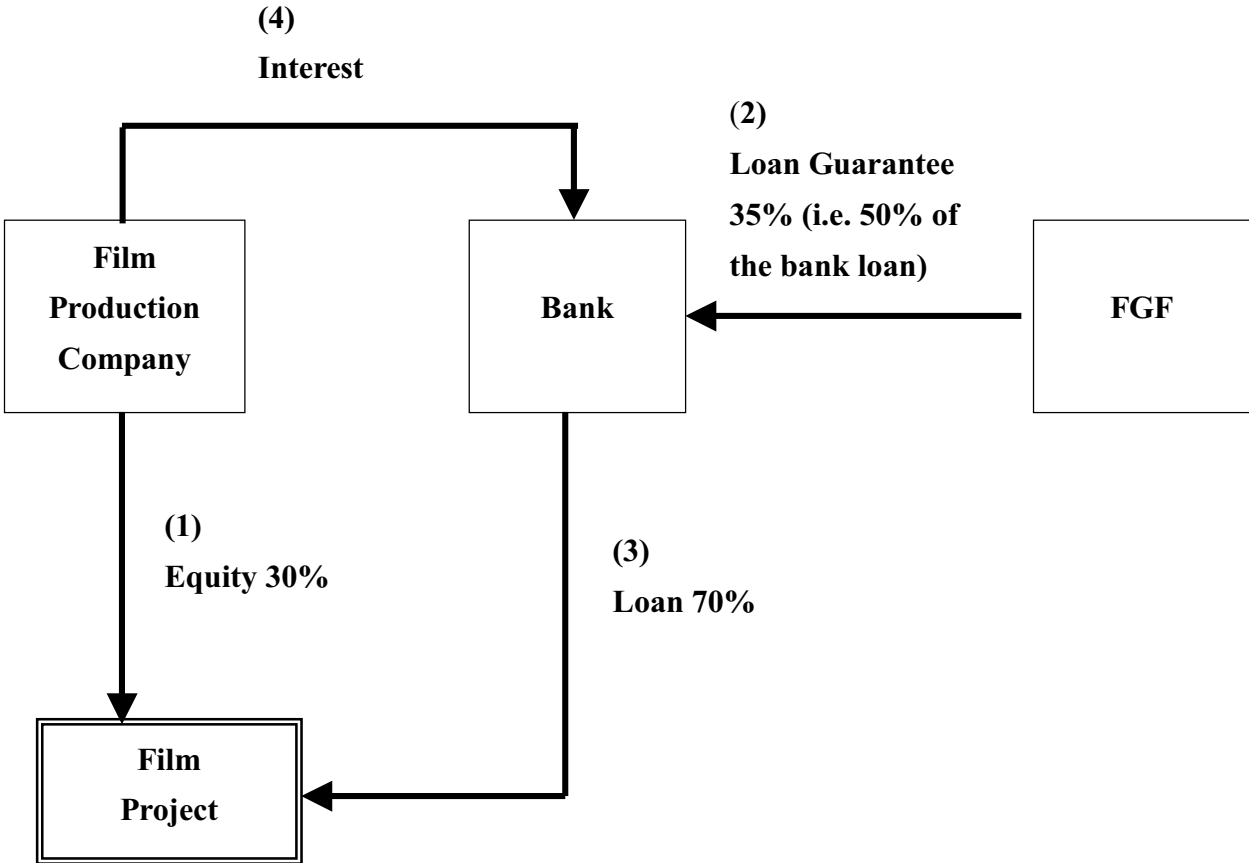 (4)
Interest
(2)
Loan Guarantee
35% (i.e. 50% of
the bank loan)
Film
Production
Company
Bank
FGF
(1)
Equity 30%
(3)
Loan 70%
Film
Project